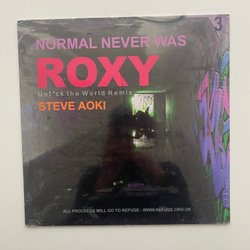 3
NORMAL NEVER WAS
ROXY
Unf*ck the World Remix
STEVE AOKI
ALL PROCEEDS WILL GO TO REFUGE - WWW.REFUGE.ORG.UK